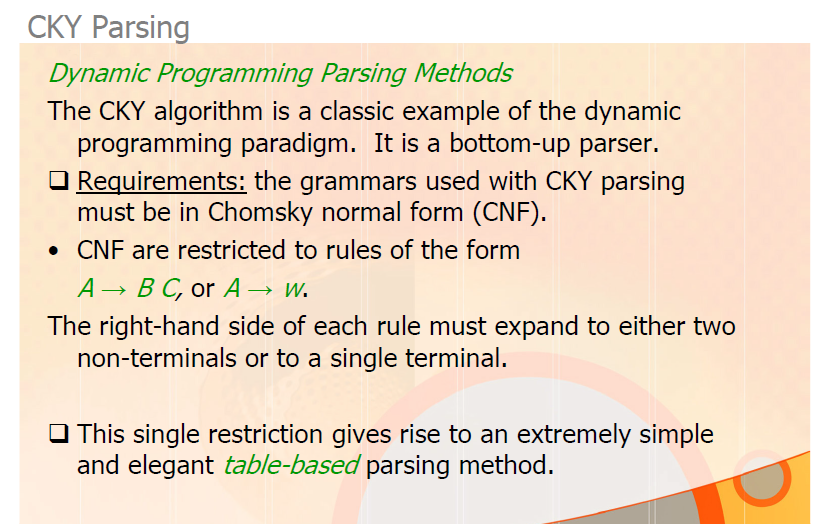 CKY Parsing
Dynamic Programming Parsing Methods
The CKY algorithm is a classic example of the dynamic
programming paradigm. It is a bottom-up parser.
❑ Requirements: the grammars used with CKY parsing
must be in Chomsky normal form (CNF).
• CNF are restricted to rules of the form
A → B C, or A → w.
The right-hand side of each rule must expand to either two
non-terminals or to a single terminal.
❑ This single restriction gives rise to an extremely simple
and elegant table-based parsing method.